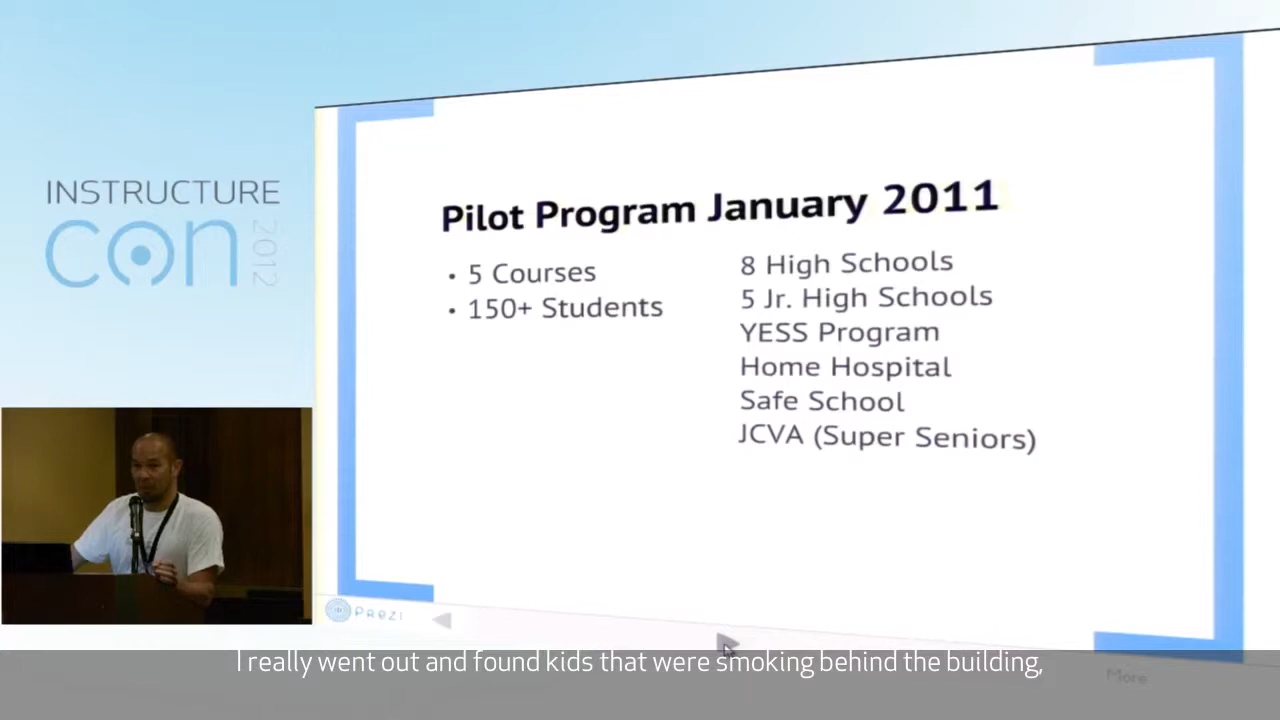 INSTRUCTURE
con
2012
Pilot Program January 2011
• 5 Courses
• 150+ Students
8 High Schools
5 Jr. High Schools
YESS Program
Home Hospital
Safe School
JCVA (Super Seniors)
PREZI
I really went out and found kids that were smoking behind the building,
More